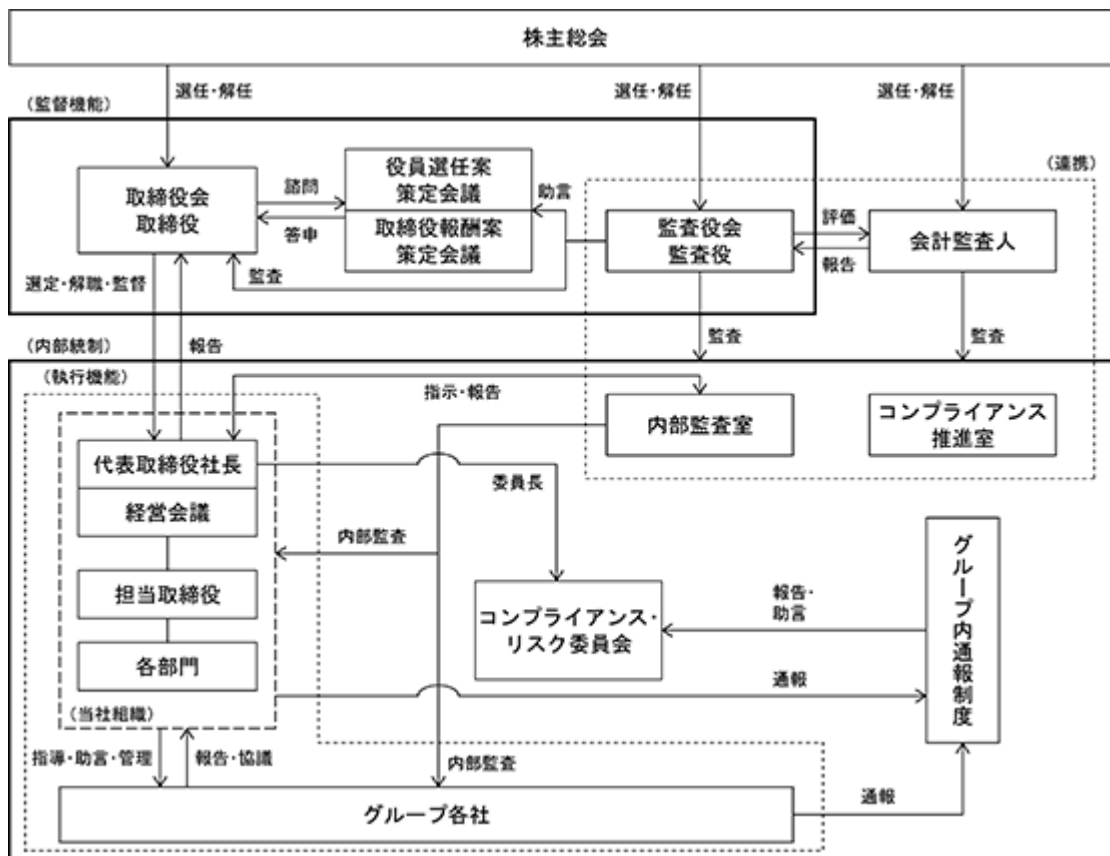 株主総会
選任・解任
選任・解任
選任・解任
(監督機能)
(連携)
取締役会
取締役
諮問
答申
役員選任案
策定会議
取締役報酬案
策定会議
助言
監査役会
監査役
評価
報告
会計監査人
監査
選定・解職・監督
報告
監査
監査
(内部統制)
(執行機能)
指示・報告
内部監査室
コンプライアンス
推進室
代表取締役社長
経営会議
委員長
内部監査
担当取締役
各部門
コンプライアンス・
リスク委員会
報告・
助言
グループ内通報制度
通報
(当社組織)
指導・助言・管理
報告・協議
内部監査
グループ各社
通報